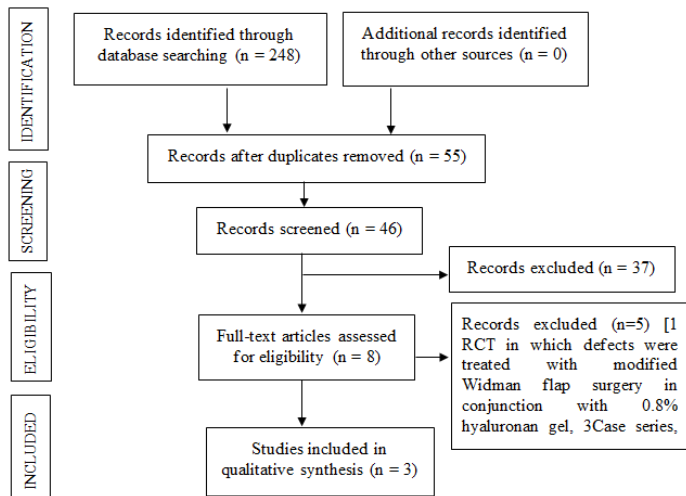 IDENTIFICATION
Records identified through
database searching (n = 248)
Additional records identified
through other sources (n = 0)
Records after duplicates removed (n = 55)
SCREENING
Records screened (n = 46)
Records excluded (n = 37)
ELIGIBILITY
Full-text articles assessed
for eligibility (n = 8)
Records excluded (n=5) [1
RCT in which defects were
treated with modified
Widman flap surgery in
conjunction with 0.8%
hyaluronan gel, 3Case series,
INCLUDED
Studies included in
qualitative synthesis (n = 3)